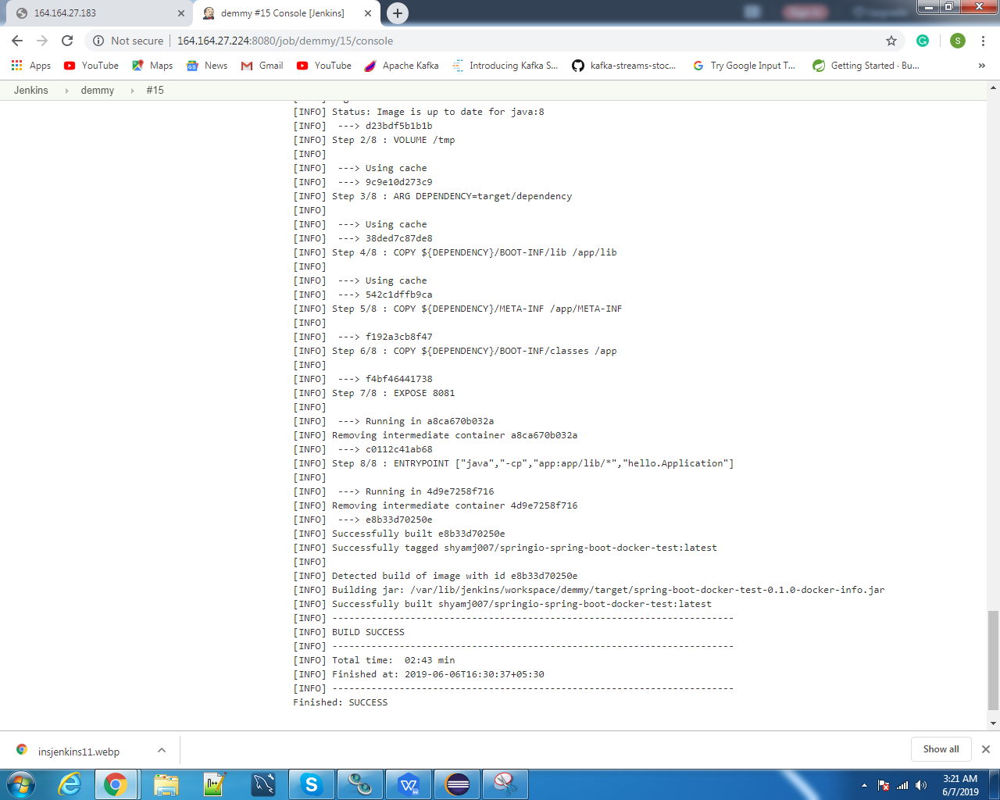 164.164.27.183
demmy #15 Console [Jenkins]
Not secure
164.164.27.224:8080/job/demmy/15/console
S
Apps
YouTube
Maps
News
Gmail
YouTube
Apache Kafka
Introducing Kafka S...
kafka-streams-stoc...
Try Google Input T...
Getting Started · Bu...
»
Jenkins
demmy
#15
[INFO] Status: Image is up to date for java:8
[INFO]  ---> d23bdf5b1b1b
[INFO] Step 2/8 : VOLUME /tmp
[INFO]
[INFO]  ---> Using cache
[INFO]  ---> 9c9e10d273c9
[INFO] Step 3/8 : ARG DEPENDENCY=target/dependency
[INFO]
[INFO]  ---> Using cache
[INFO]  ---> 38ded7c87de8
[INFO] Step 4/8 : COPY ${DEPENDENCY}/BOOT-INF/lib /app/lib
[INFO]
[INFO]  ---> Using cache
[INFO]  ---> 542c1dffb9ca
[INFO] Step 5/8 : COPY ${DEPENDENCY}/META-INF /app/META-INF
[INFO]
[INFO]  ---> f192a3cb8f47
[INFO] Step 6/8 : COPY ${DEPENDENCY}/BOOT-INF/classes /app
[INFO]
[INFO]  ---> f4bf46441738
[INFO] Step 7/8 : EXPOSE 8081
[INFO]
[INFO]  ---> Running in a8ca670b032a
[INFO] Removing intermediate container a8ca670b032a
[INFO]  ---> c0112c41ab68
[INFO] Step 8/8 : ENTRYPOINT ["java","-cp","app:app/lib/*","hello.Application"]
[INFO]
[INFO]  ---> Running in 4d9e7258f716
[INFO] Removing intermediate container 4d9e7258f716
[INFO]  ---> e8b33d70250e
[INFO] Successfully built e8b33d70250e
[INFO] Successfully tagged shyamj007/springio-spring-boot-docker-test:latest
[INFO]
[INFO] Detected build of image with id e8b33d70250e
[INFO] Building jar: /var/lib/jenkins/workspace/demmy/target/spring-boot-docker-test-0.1.0-docker-info.jar
[INFO] Successfully built shyamj007/springio-spring-boot-docker-test:latest
[INFO] ------------------------------------------------------------------------
[INFO] BUILD SUCCESS
[INFO] ------------------------------------------------------------------------
[INFO] Total time:  02:43 min
[INFO] Finished at: 2019-06-06T16:30:37+05:30
[INFO] ------------------------------------------------------------------------
Finished: SUCCESS
insjenkins11.webp
Show all
3:21 AM
6/7/2019